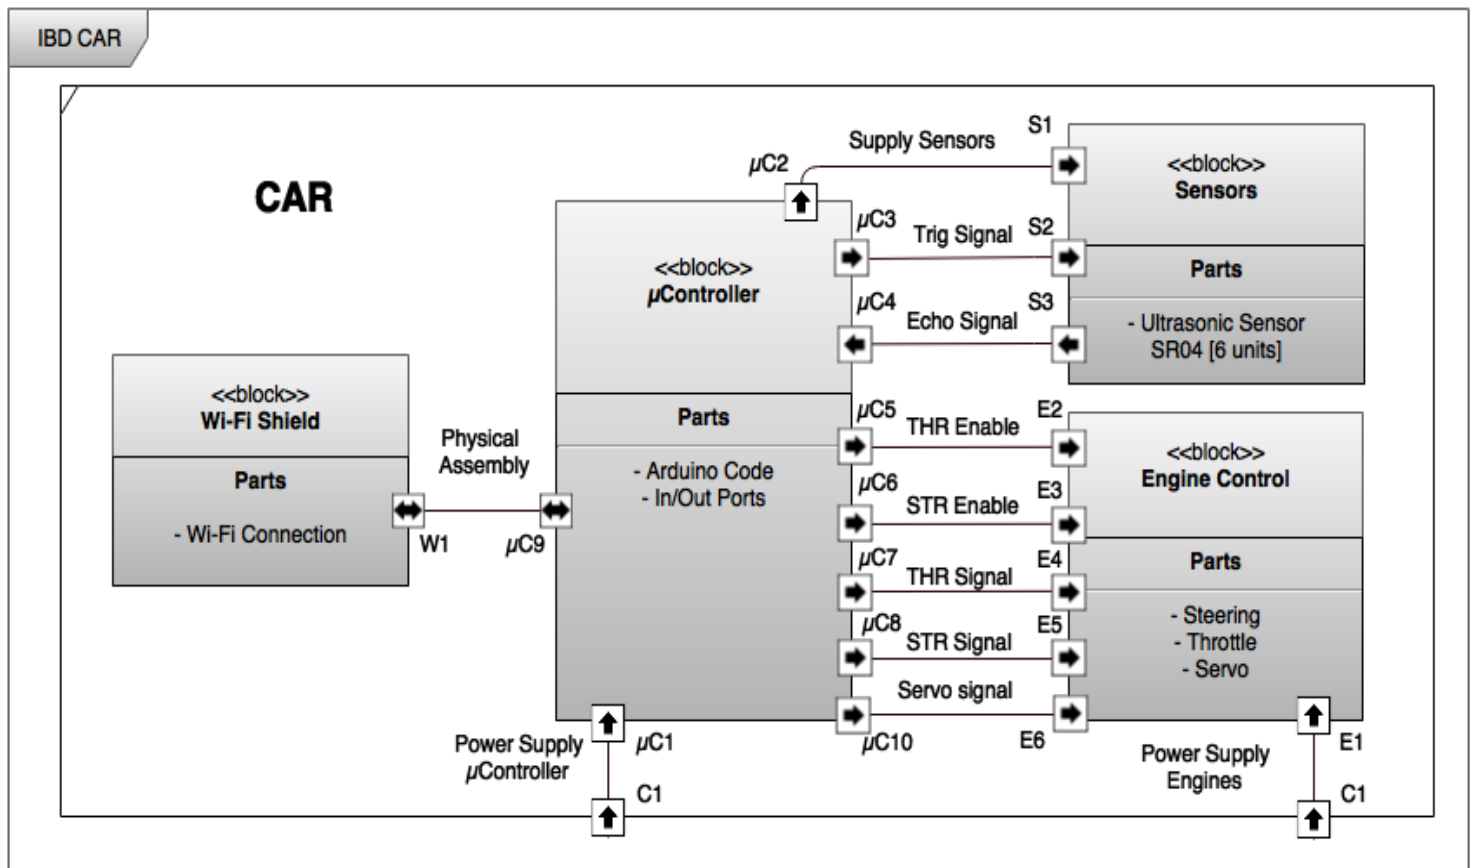 IBD CAR
CAR
Supply Sensors
S1
µC2
<<block>>
Sensors
µC3
Trig Signal
S2
<<block>>
µController
Parts
µC4
Echo Signal
S3
- Ultrasonic Sensor
SR04 [6 units]
<<block>>
Wi-Fi Shield
Parts
- Wi-Fi Connection
Physical
Assembly
W1
µC9
Parts
- Arduino Code
- In/Out Ports
µC5
THR Enable
E2
<<block>>
Engine Control
µC6
STR Enable
E3
µC7
THR Signal
E4
Parts
- Steering
- Throttle
- Servo
µC8
STR Signal
E5
Servo signal
µC10
E6
Power Supply
µController
µC1
C1
Power Supply
Engines
E1
C1